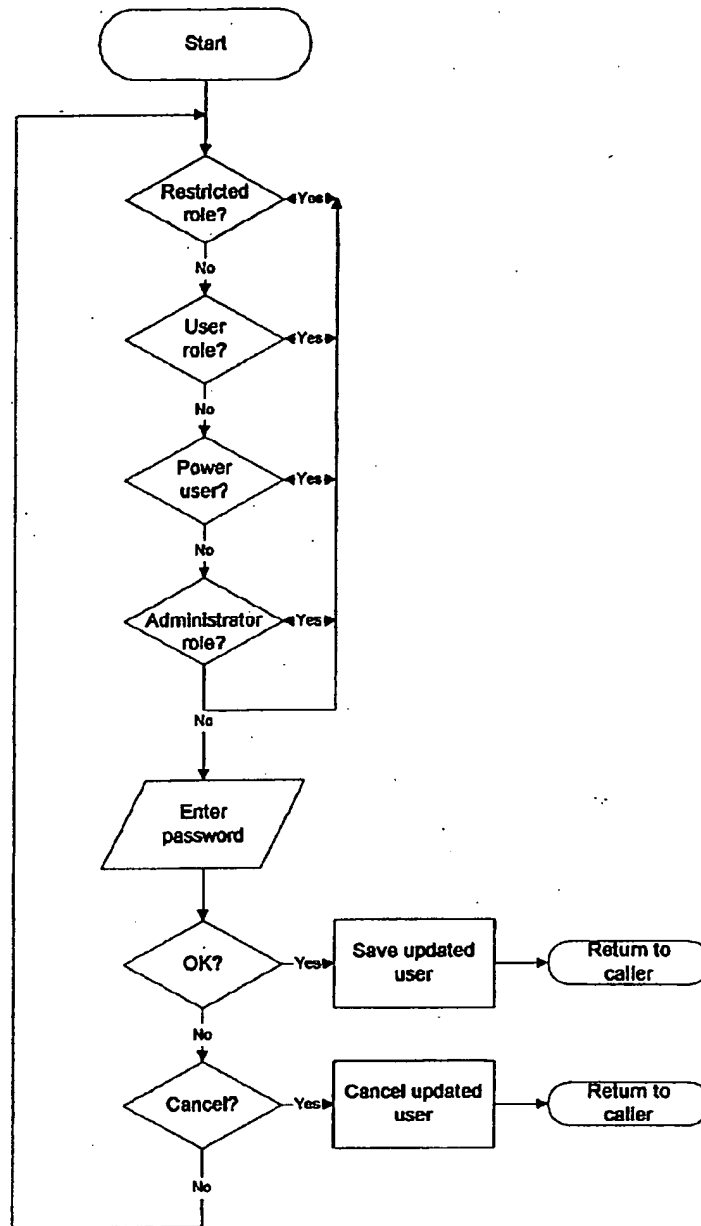 Start
Restricted
role?
Yes
No
User
role?
Yes
No
Power
user?
Yes
No
Administrator
role?
Yes
No
Enter
password
OK?
Yes
Save updated
user
Return to
caller
No
Cancel?
Yes
Cancel updated
user
Return to
caller
No